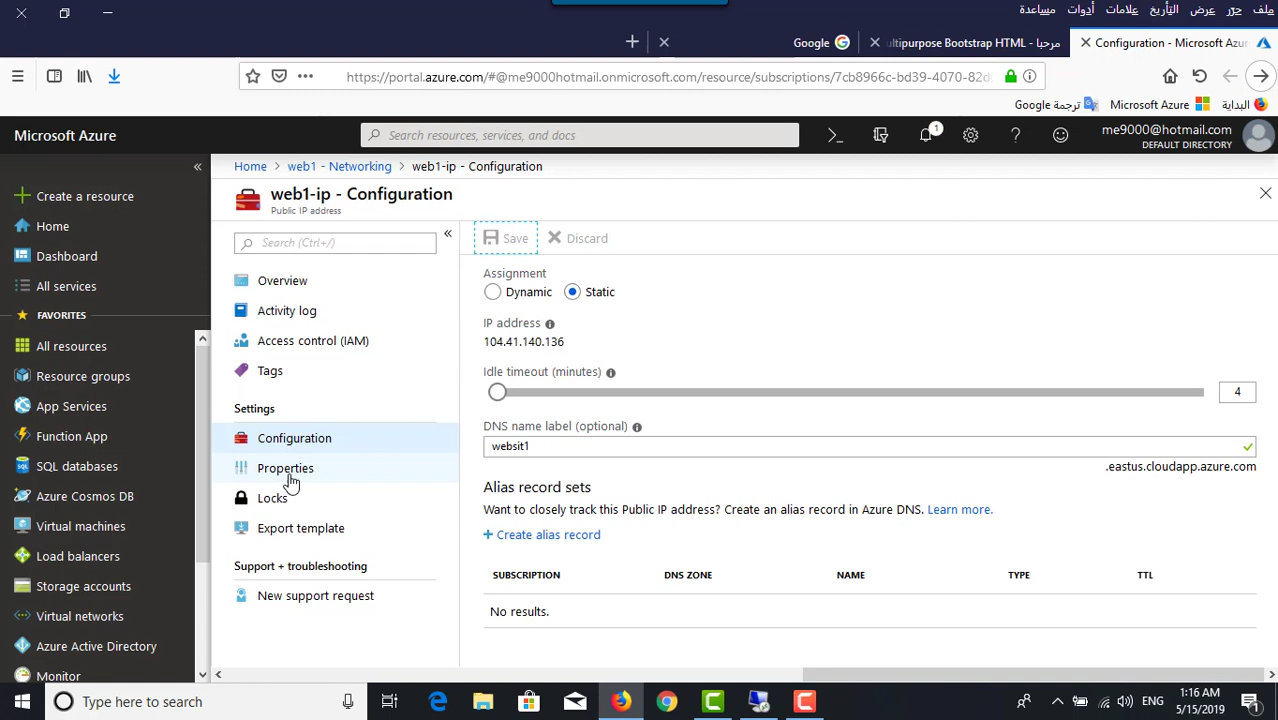 ملف
حرّر
عرض
التأريخ
علامات
أدوات
مساعدة
Configuration - Microsoft Azur
مرحبا - ultipurpose Bootstrap HTML
Google
https://portal.azure.com/#@me9000hotmail.onmicrosoft.com/resource/subscriptions/7cb8966c-bd39-4070-82d
البداية
Microsoft Azure
ترجمة Google
Microsoft Azure
Search resources, services, and docs
1
me9000@hotmail.com
DEFAULT DIRECTORY
Home > web1 - Networking > web1-ip - Configuration
web1-ip - Configuration
Public IP address
Create a resource
Home
Dashboard
All services
FAVORITES
All resources
Resource groups
App Services
Function App
SQL databases
Azure Cosmos DB
Virtual machines
Load balancers
Storage accounts
Virtual networks
Azure Active Directory
Monitor
Search (Ctrl+/)
Overview
Activity log
Access control (IAM)
Tags
Settings
Configuration
Properties
Locks
Export template
Support + troubleshooting
New support request
Save
Discard
Assignment
Dynamic
Static
IP address
104.41.140.136
Idle timeout (minutes)
4
DNS name label (optional)
websit1
.eastus.cloudapp.azure.com
Alias record sets
Want to closely track this Public IP address? Create an alias record in Azure DNS. Learn more.
+ Create alias record
SUBSCRIPTION
DNS ZONE
NAME
TYPE
TTL
No results.
Type here to search
ENG
1:16 AM
5/15/2019